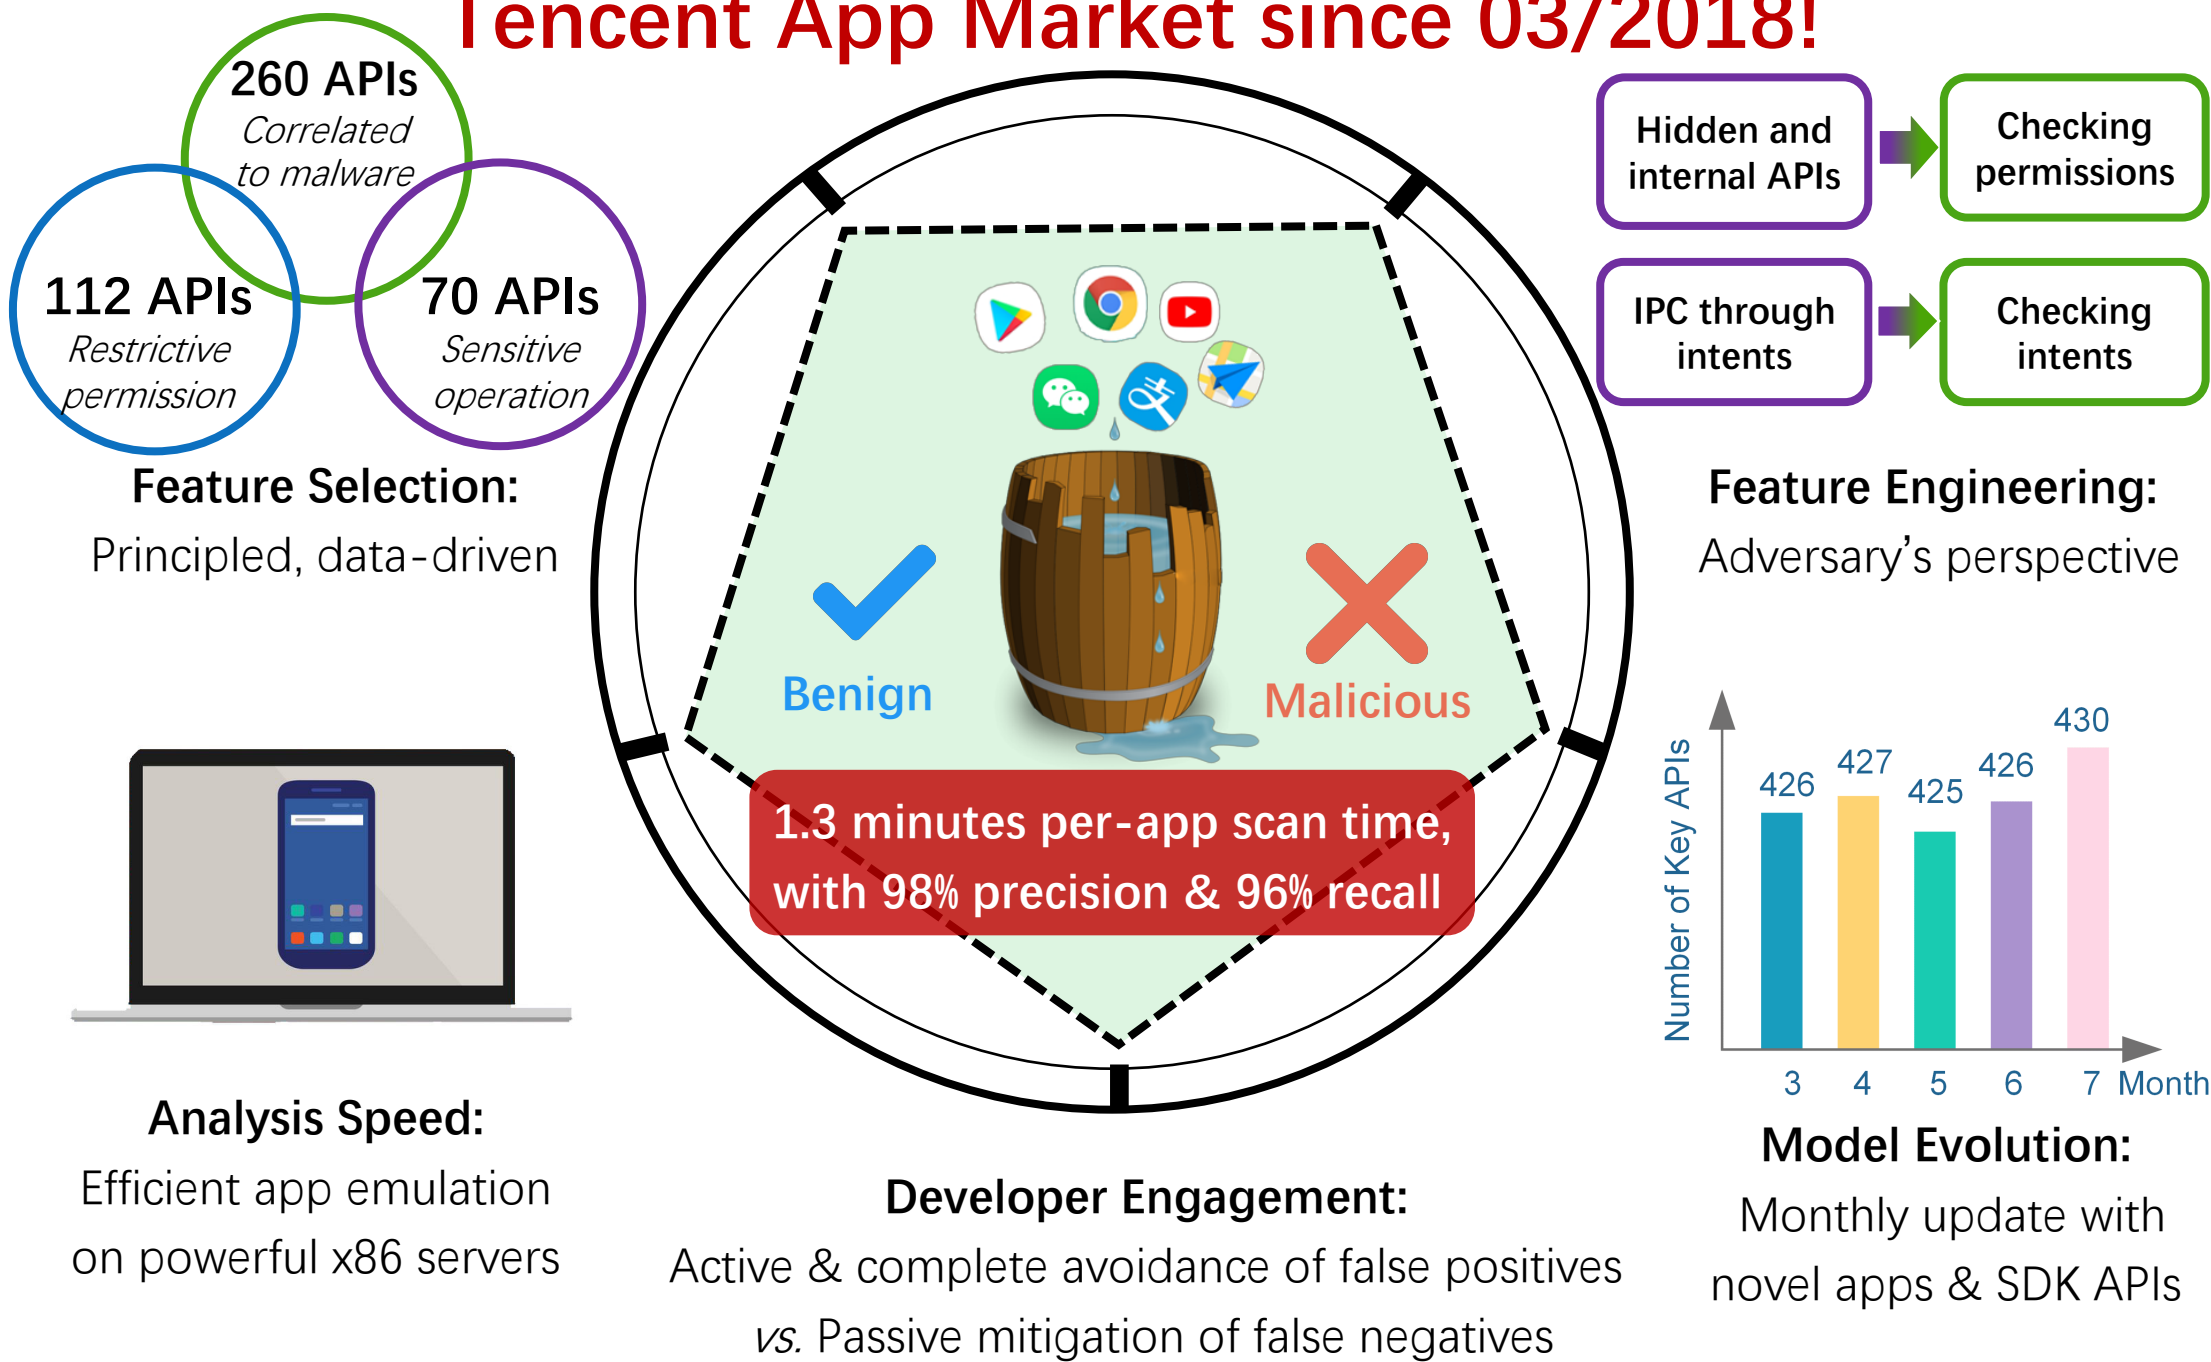 Tencent App Market since 03/2018!
260 APIs
Correlated
to malware
112 APIs
Restrictive
permission
70 APIs
Sensitive
operation
Feature Selection:
Principled, data-driven
Hidden and
internal APIs
Checking
permissions
IPC through
intents
Checking
intents
Feature Engineering:
Adversary's perspective
Benign
Malicious
1.3 minutes per-app scan time,
with 98% precision & 96% recall
Analysis Speed:
Efficient app emulation
on powerful x86 servers
Developer Engagement:
Active & complete avoidance of false positives
vs. Passive mitigation of false negatives
Number of Key APIs
426
427
425
426
430
3 4 5 6 7 Month
Model Evolution:
Monthly update with
novel apps & SDK APIs